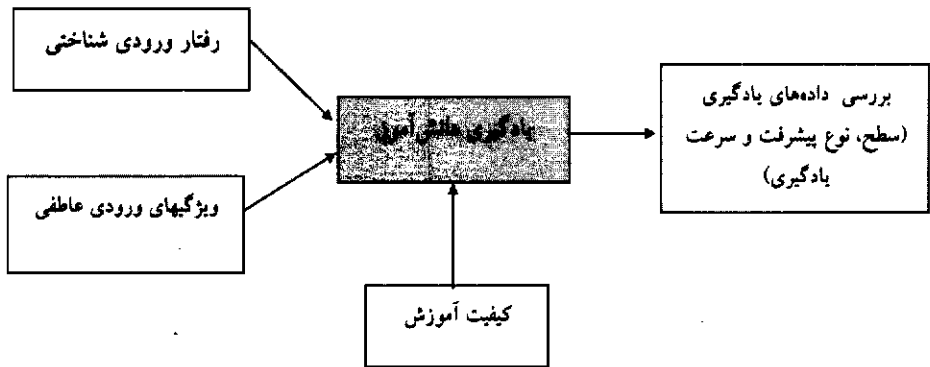 رفتار ورودی شناختی
ویژگیهای ورودی عاطفی
یادگیری دانش‌آموز
کیفیت آموزش
بررسی داده‌های یادگیری
(سطح، نوع پیشرفت و سرعت
یادگیری)